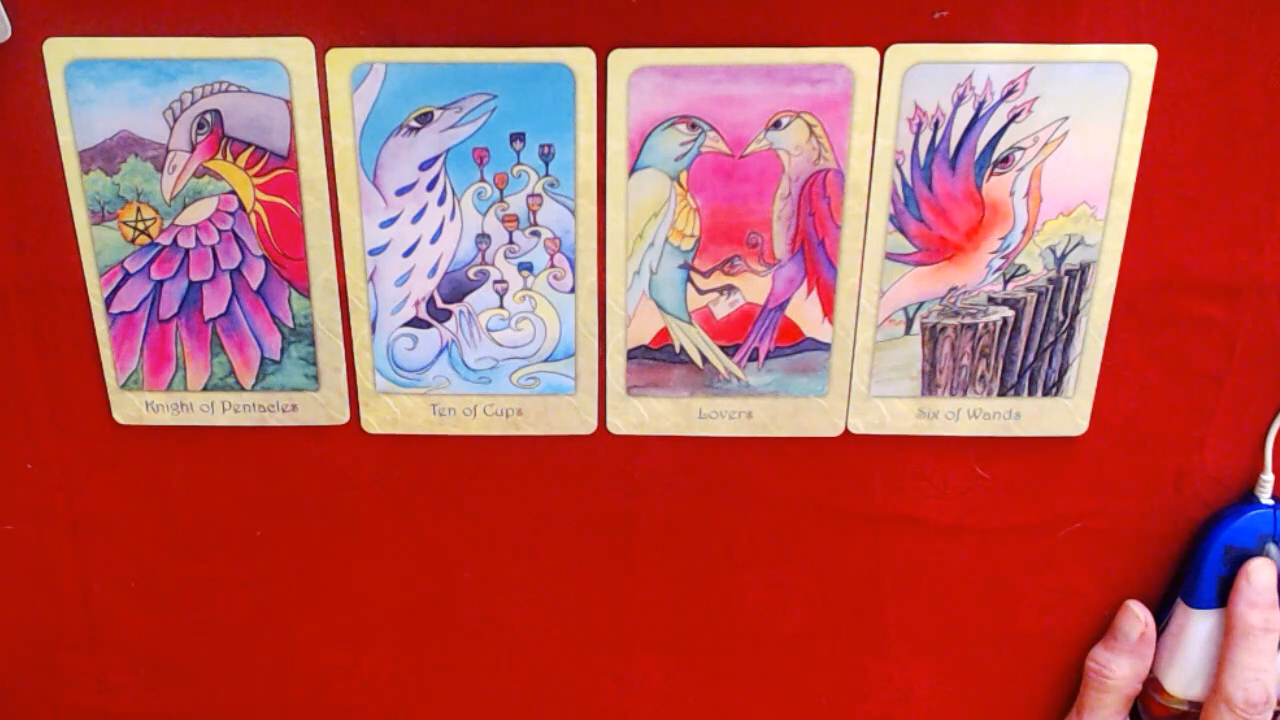 Knight of Pentacles
Ten of Cups
Lovers
Six of Wands